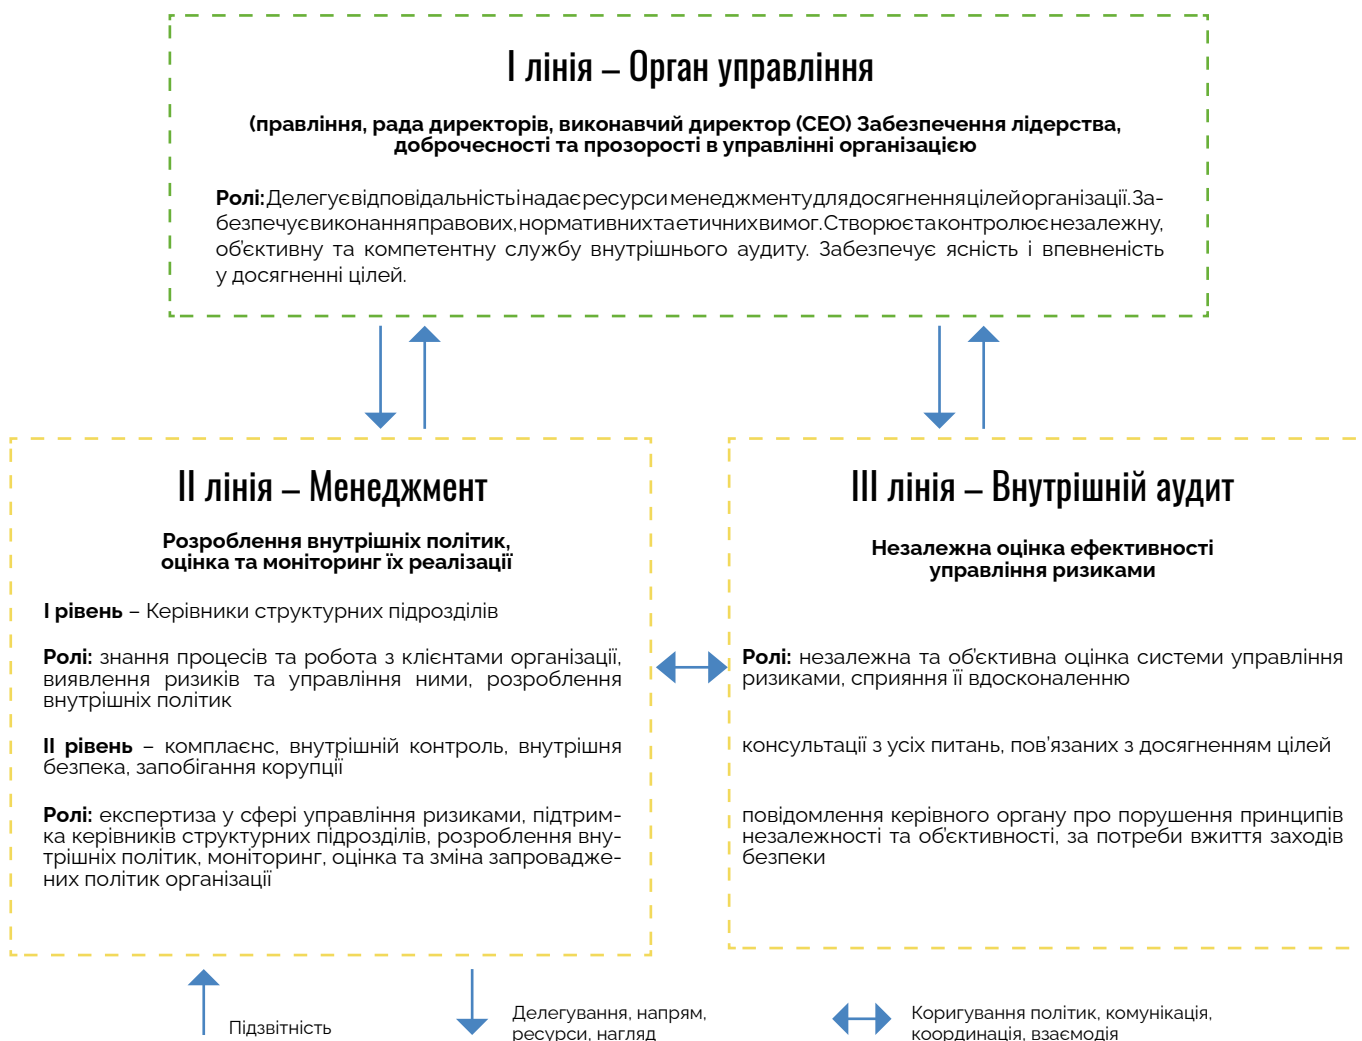 І лінія – Орган управління
(правління, рада директорів, виконавчий директор (CEO) Забезпечення лідерства,
доброчесності та прозорості в управлінні організацією
Ролі: Делегує відповідальність і надає ресурси менеджменту для досягнення цілей організації. За-
безпечує виконання правових, нормативних та етичних вимог. Створює та контролює незалежну,
об'єктивну та компетентну службу внутрішнього аудиту. Забезпечує ясність і впевненість
у досягненні цілей.
ІІ лінія – Менеджмент
Розроблення внутрішніх політик,
оцінка та моніторинг їх реалізації
І рівень – Керівники структурних підрозділів
Ролі: знання процесів та робота з клієнтами організації,
виявлення ризиків та управління ними, розроблення
внутрішніх політик
ІІ рівень – комплаєнс, внутрішній контроль, внутрішня
безпека, запобігання корупції
Ролі: експертиза у сфері управління ризиками, підтрим-
ка керівників структурних підрозділів, розроблення вну-
трішніх політик, моніторинг, оцінка та зміна запровадже-
них політик організації
ІІІ лінія – Внутрішній аудит
Незалежна оцінка ефективності
управління ризиками
Ролі: незалежна та об'єктивна оцінка системи управління
ризиками, сприяння її вдосконаленню
консультації з усіх питань, пов'язаних з досягненням цілей
повідомлення керівного органу про порушення принципів
незалежності та об'єктивності, за потреби вжиття заходів
безпеки
Підзвітність
Делегування, напрям,
ресурси, нагляд
Коригування політик, комунікація,
координація, взаємодія